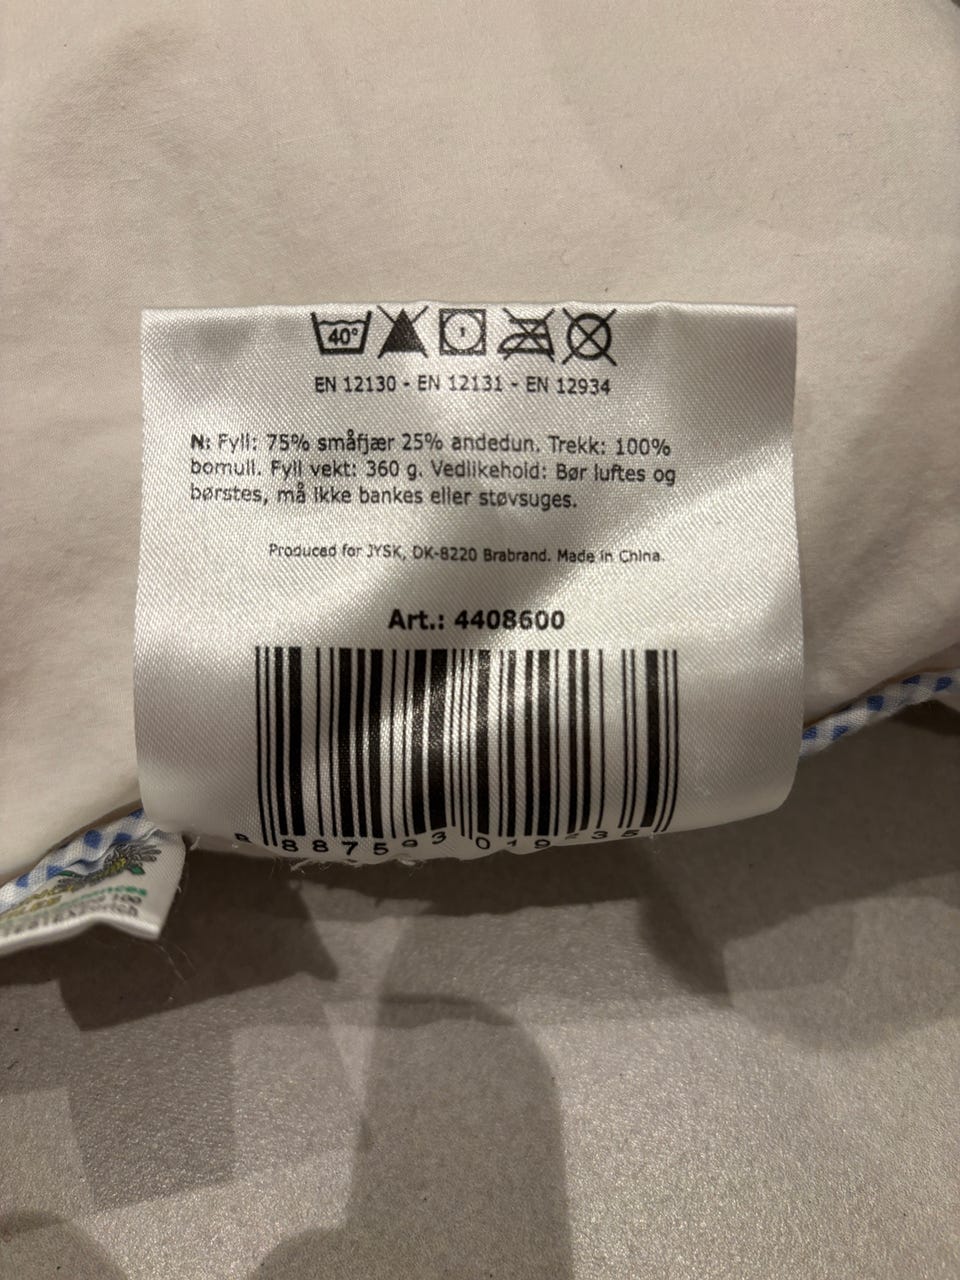 40°
EN 12130 - EN 12131 - EN 12934
N: Fyll: 75% småfjær 25% andedun. Trekk: 100%
bomull. Fyll vekt: 360 g. Vedlikehold: Bør luftes og
børstes, må ikke bankes eller støvsuges.
Produced for JYSK, DK-8220 Brabrand. Made in China.
Art.: 4408600
100